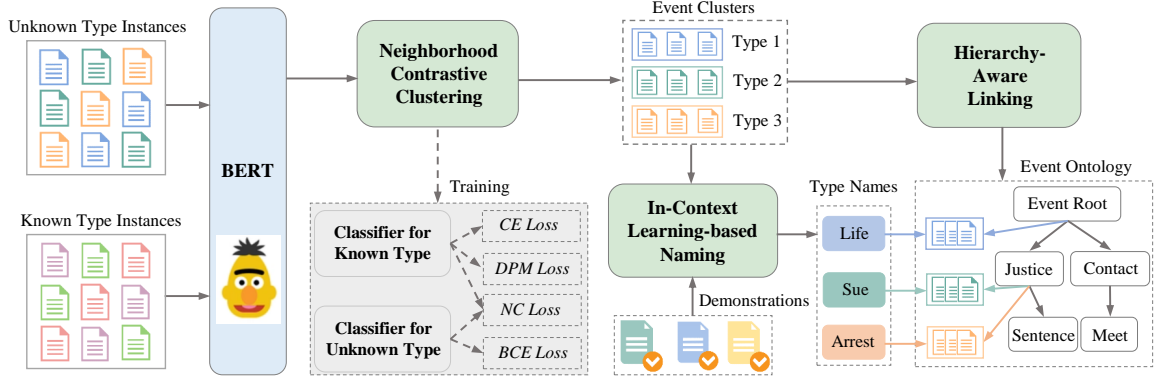 Unknown Type Instances
Known Type Instances
BERT
Neighborhood
Contrastive
Clustering
Training
Classifier for
Known Type
Classifier for
Unknown Type
CE Loss
DPM Loss
NC Loss
BCE Loss
Event Clusters
Type 1
Type 2
Type 3
In-Context
Learning-based
Naming
Demonstrations
Hierarchy-
Aware
Linking
Type Names
Life
Sue
Arrest
Event Ontology
Event Root
Justice
Contact
Sentence
Meet